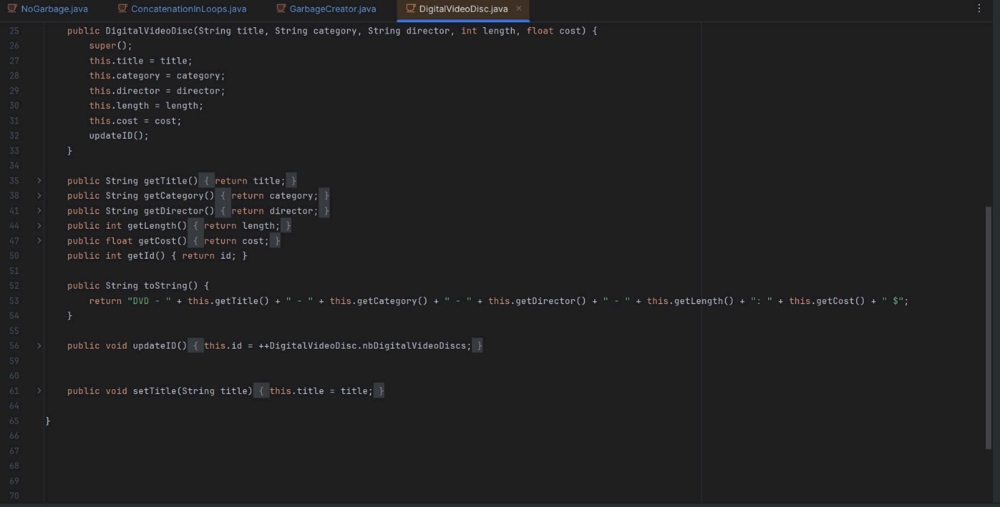 NoGarbage.java ConcatenationInLoops.java GarbageCreator.java DigitalVideoDisc.java ×
25 public DigitalVideoDisc(String title, String category, String director, int length, float cost) {
26 super();
27 this.title = title;
28 this.category = category;
29 this.director = director;
30 this.length = length;
31 this.cost = cost;
32 updateID();
33 }
34
35 public String getTitle() { return title; }
38 public String getCategory() { return category; }
41 public String getDirector() { return director; }
44 public int getLength() { return length; }
47 public float getCost() { return cost; }
50 public int getId() { return id; }
51
52 public String toString() {
53 return "DVD - " + this.getTitle() + " - " + this.getCategory() + " - " + this.getDirector() + " - " + this.getLength() + ": " + this.getCost() + " $";
54 }
55
56 public void updateID() { this.id = ++DigitalVideoDisc.nbDigitalVideoDiscs; }
59
60
61 public void setTitle(String title) { this.title = title; }
64
65 }
66
67
68
69
70